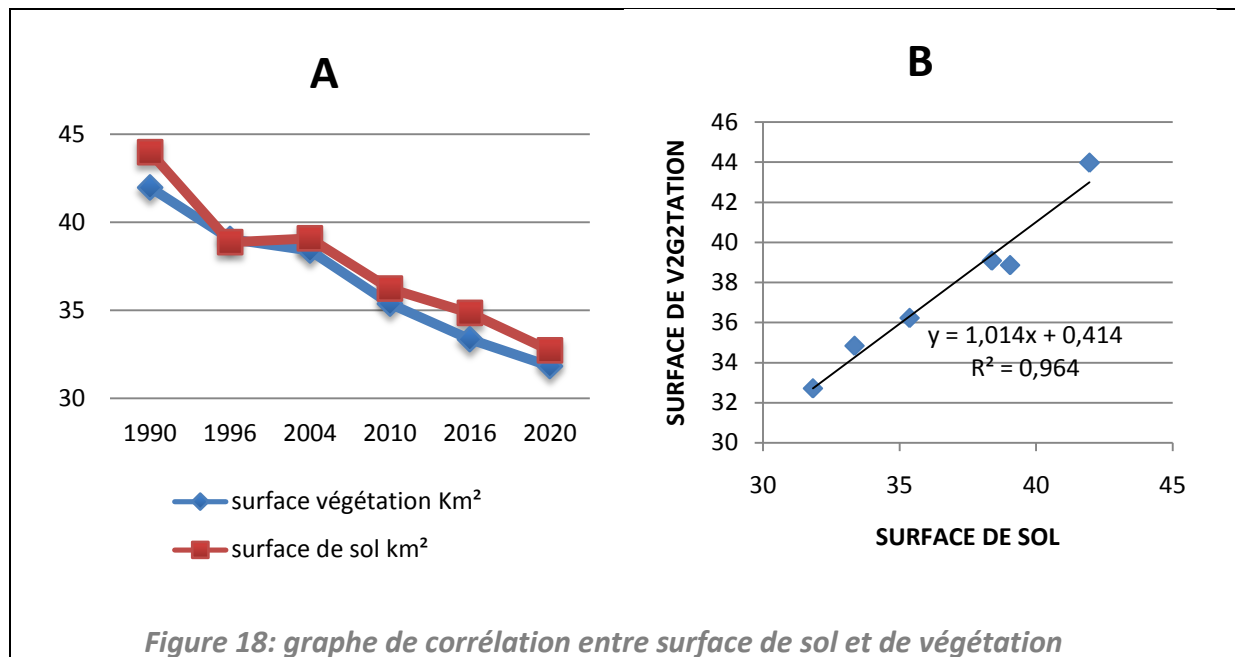 A
45
40
35
30
1990 1996 2004 2010 2016 2020
surface végétation Km²
surface de sol km²
B
SURFACE DE V2G2TATION
46
44
42
40
38
36
34
32
30
y = 1,014x + 0,414
R² = 0,964
30 35 40 45
SURFACE DE SOL
Figure 18: graphe de corrélation entre surface de sol et de végétation